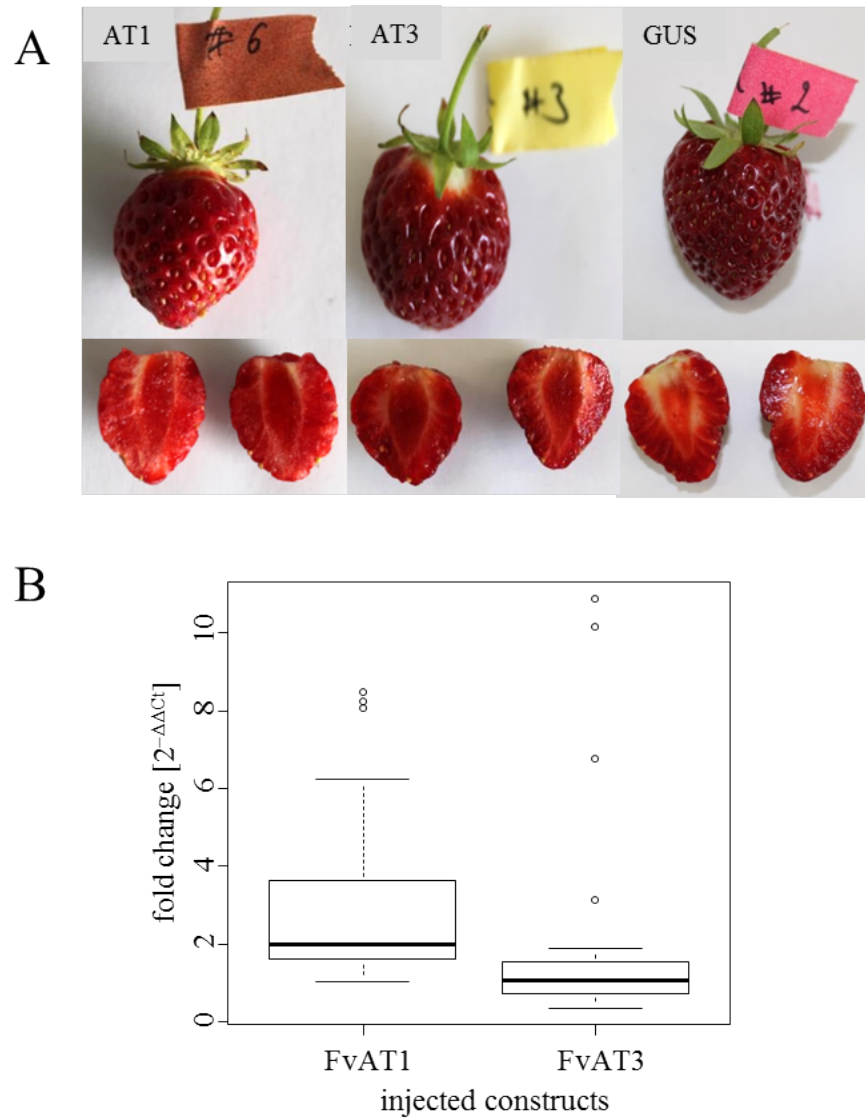 A
AT1
AT3
GUS
# 6
#3
#2
B
fold change [2^−ΔΔCt]
10
8
6
4
2
0
FvAT1
FvAT3
injected constructs